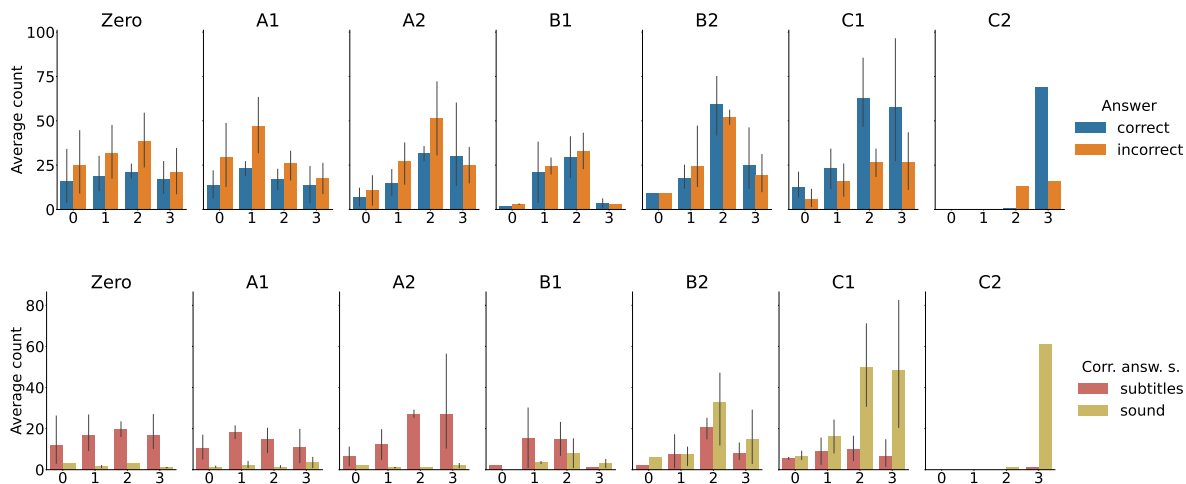 Zero A1 A2 B1 B2 C1 C2
100
75
50
25
0
Average count
0 1 2 3 0 1 2 3 0 1 2 3 0 1 2 3 0 1 2 3 0 1 2 3 0 1 2 3
Answer
correct
incorrect
Zero A1 A2 B1 B2 C1 C2
80
60
40
20
0
Average count
0 1 2 3 0 1 2 3 0 1 2 3 0 1 2 3 0 1 2 3 0 1 2 3 0 1 2 3
Corr. answ. s.
subtitles
sound